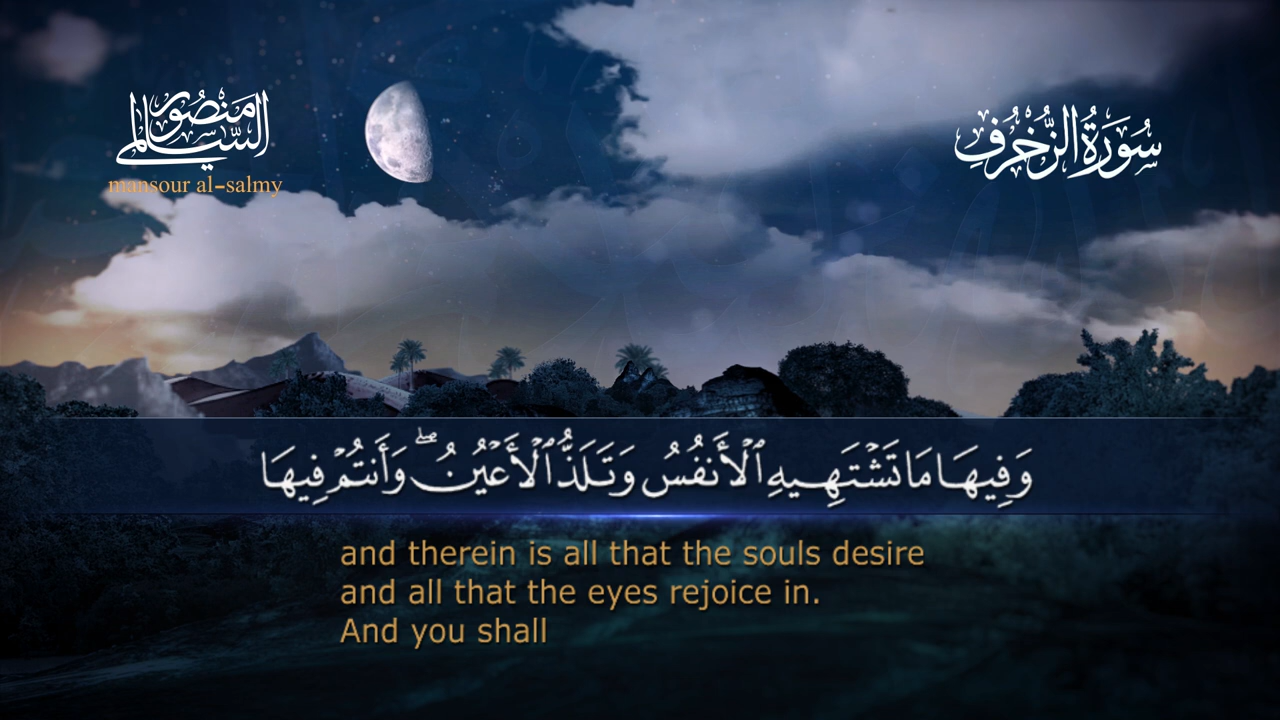 منصور
السالمي
mansour al-salmy
سُورَةُ الزُّخْرُفِ
وَفِيهَا مَا تَشْتَهِيهِ ٱلْأَنفُسُ وَتَلَذُّ ٱلْأَعْيُنُ ۖ وَأَنتُمْ فِيهَا
and therein is all that the souls desire
and all that the eyes rejoice in.
And you shall